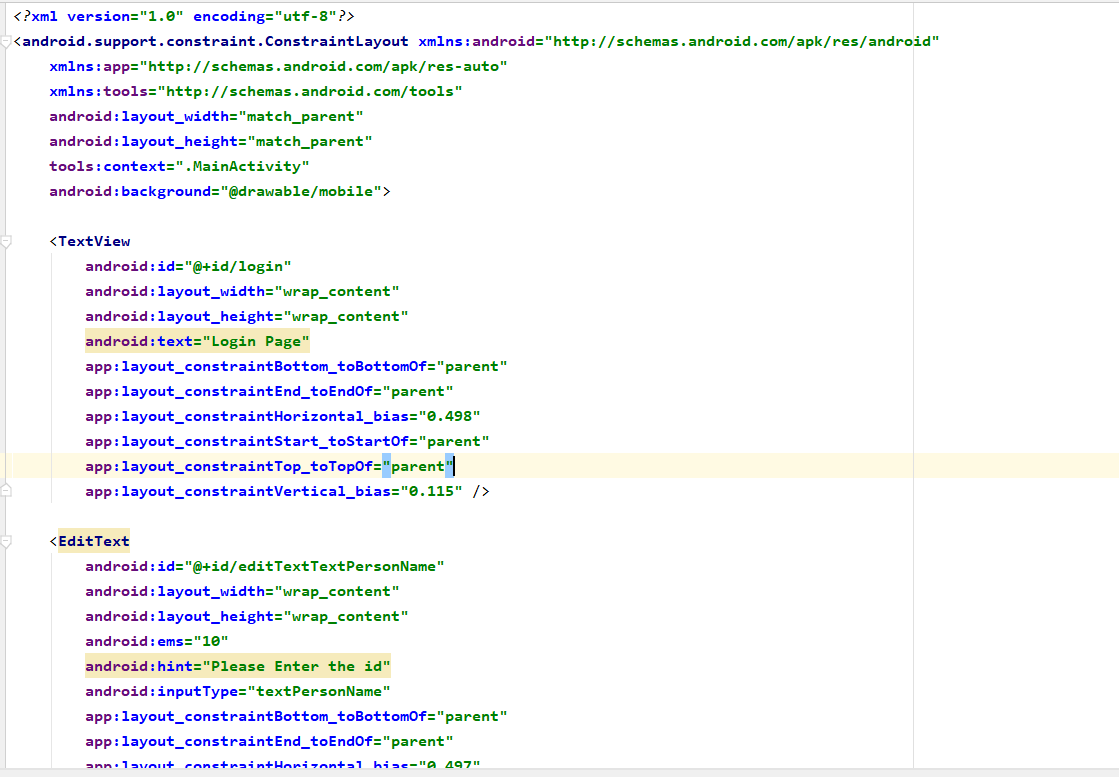 <?xml version="1.0" encoding="utf-8"?>
<android.support.constraint.ConstraintLayout xmlns:android="http://schemas.android.com/apk/res/android"
    xmlns:app="http://schemas.android.com/apk/res-auto"
    xmlns:tools="http://schemas.android.com/tools"
    android:layout_width="match_parent"
    android:layout_height="match_parent"
    tools:context=".MainActivity"
    android:background="@drawable/mobile">

    <TextView
        android:id="@+id/login"
        android:layout_width="wrap_content"
        android:layout_height="wrap_content"
        android:text="Login Page"
        app:layout_constraintBottom_toBottomOf="parent"
        app:layout_constraintEnd_toEndOf="parent"
        app:layout_constraintHorizontal_bias="0.498"
        app:layout_constraintStart_toStartOf="parent"
        app:layout_constraintTop_toTopOf="parent"
        app:layout_constraintVertical_bias="0.115" />

    <EditText
        android:id="@+id/editTextTextPersonName"
        android:layout_width="wrap_content"
        android:layout_height="wrap_content"
        android:ems="10"
        android:hint="Please Enter the id"
        android:inputType="textPersonName"
        app:layout_constraintBottom_toBottomOf="parent"
        app:layout_constraintEnd_toEndOf="parent"
        app:layout_constraintHorizontal_bias="0.497"